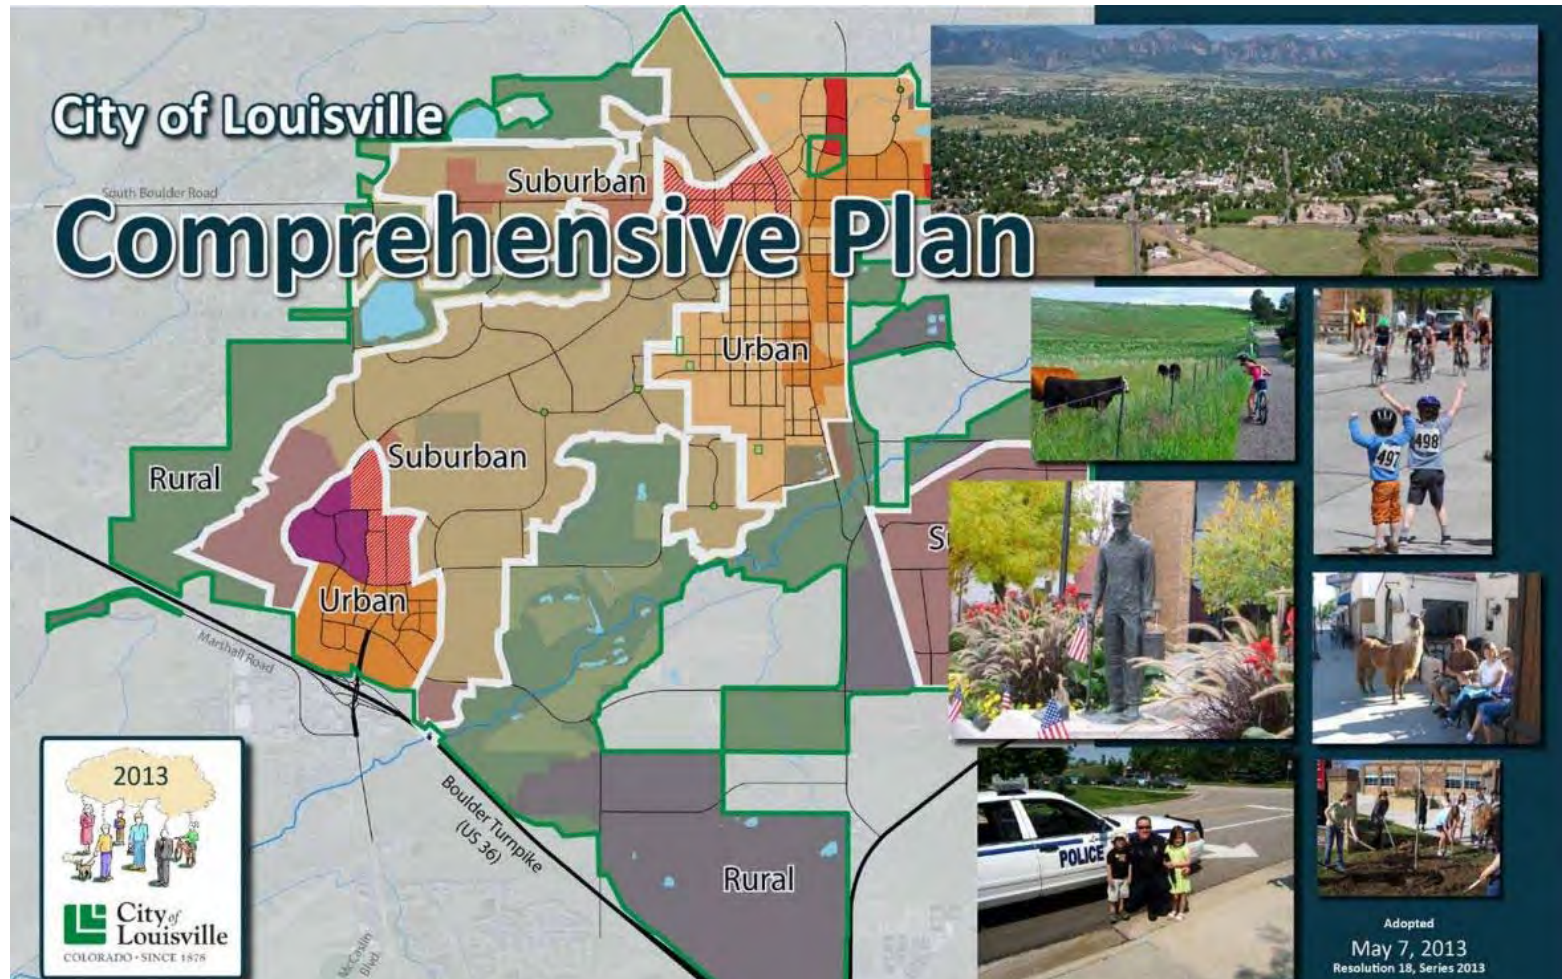 City of Louisville
Comprehensive Plan
South Boulder Road
Suburban
Urban
Suburban
Rural
Urban
Marshall Road
Boulder Turnpike
(US 36)
McCaslin
Blvd.
Rural
2013
City of
Louisville
COLORADO • SINCE 1878
497
498
POLICE
Adopted
May 7, 2013
Resolution 18, Series 2013